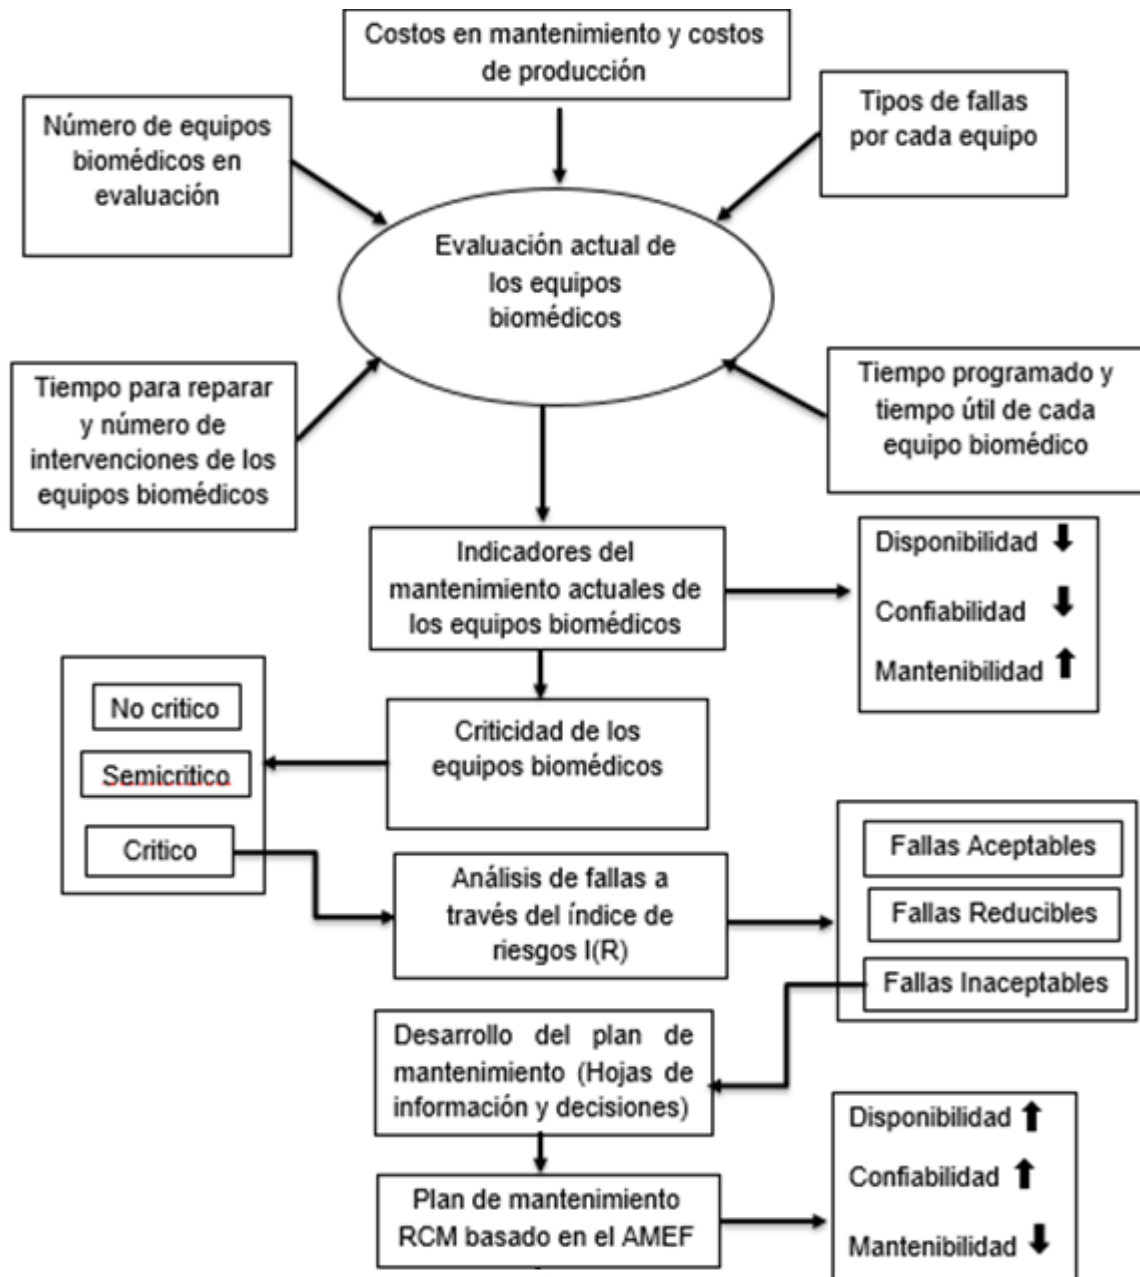 Costos en mantenimiento y costos
de producción
Número de equipos
biomédicos en
evaluación
Tipos de fallas
por cada equipo
Evaluación actual de
los equipos
biomédicos
Tiempo para reparar
y número de
intervenciones de los
equipos biomédicos
Tiempo programado y
tiempo útil de cada
equipo biomédico
Indicadores del
mantenimiento actuales de
los equipos biomédicos
Disponibilidad
Confiabilidad
Mantenibilidad
No critico
Semicritico
Critico
Criticidad de los
equipos biomédicos
Análisis de fallas a
través del índice de
riesgos I(R)
Fallas Aceptables
Fallas Reducibles
Fallas Inaceptables
Desarrollo del plan de
mantenimiento (Hojas de
información y decisiones)
Plan de mantenimiento
RCM basado en el AMEF
Disponibilidad
Confiabilidad
Mantenibilidad